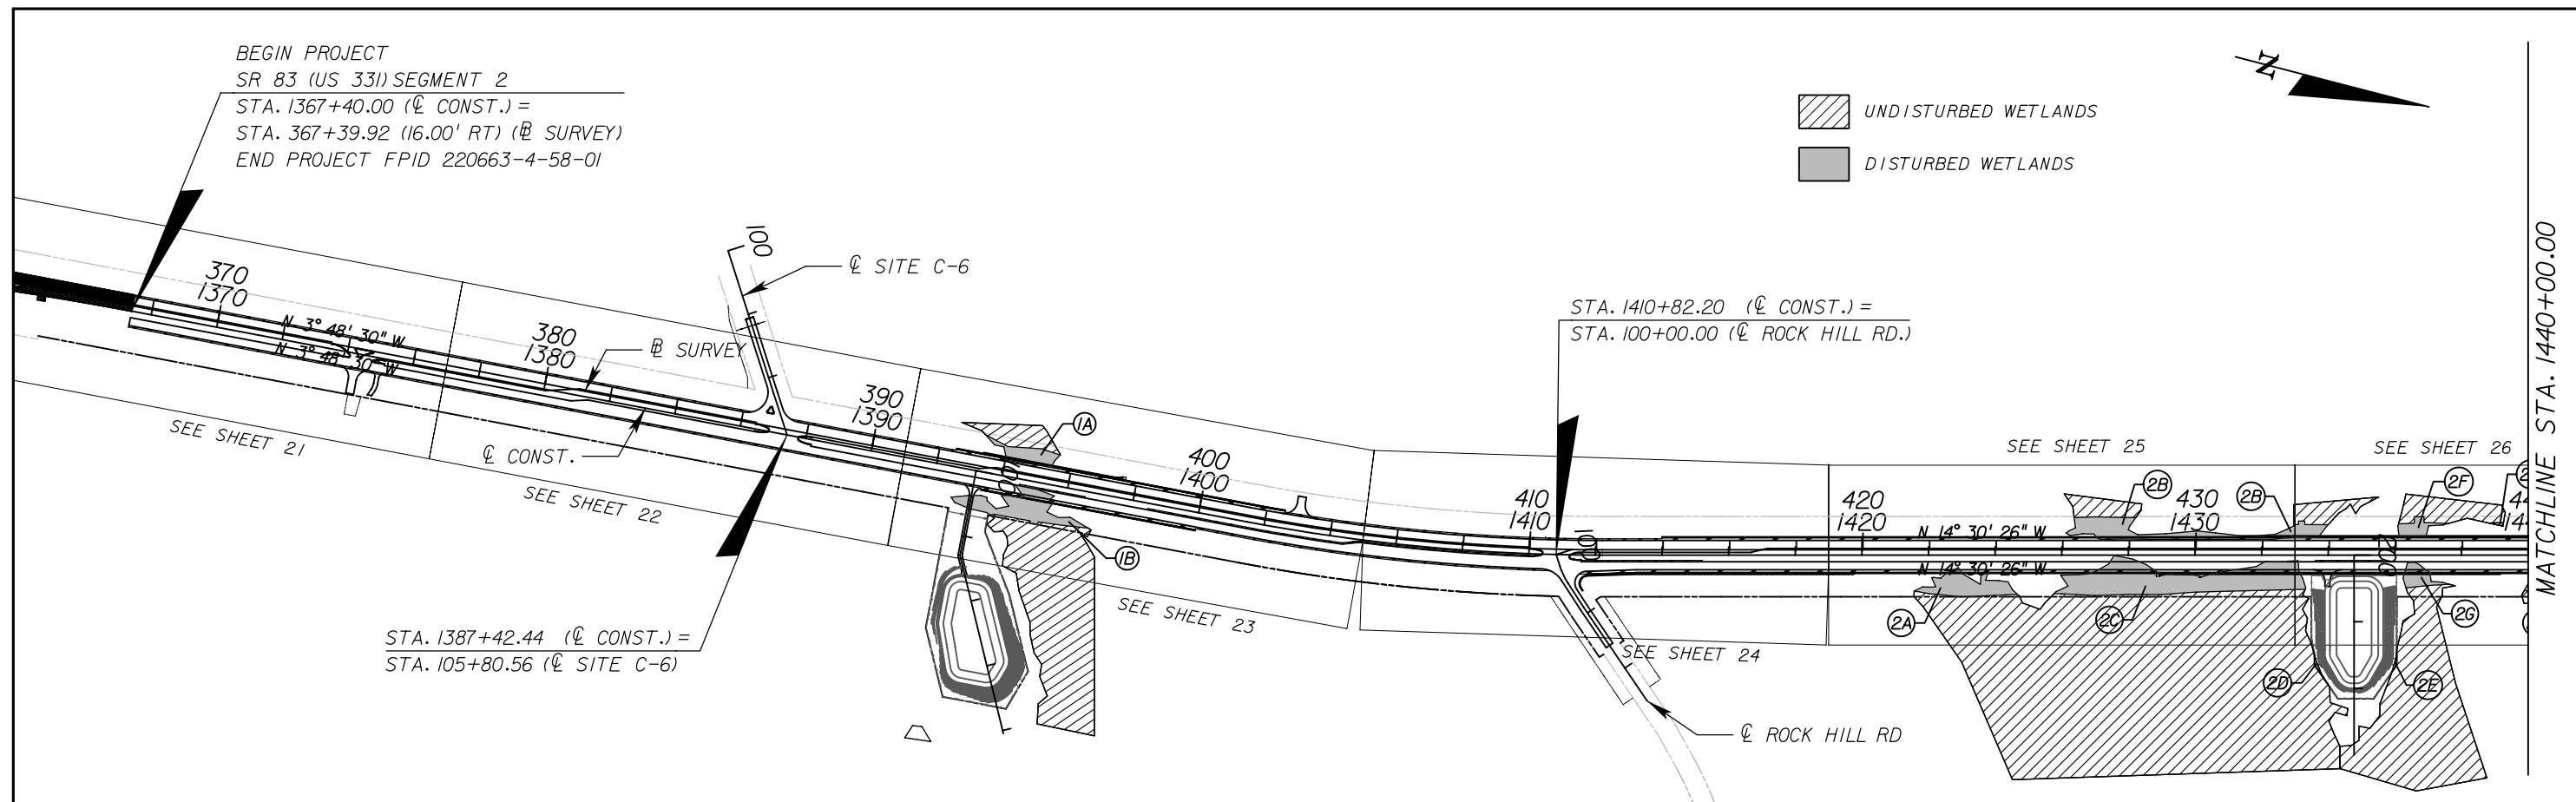 BEGIN PROJECT
SR 83 (US 331) SEGMENT 2
STA. 1367+40.00 (℄ CONST.) =
STA. 367+39.92 (16.00' RT) (BL SURVEY)
END PROJECT FPID 220663-4-58-01
N
UNDISTURBED WETLANDS
DISTURBED WETLANDS
100
℄ SITE C-6
370
1370
N 3° 48' 30" W
N 3° 48' 30" W
380
1380
BL SURVEY
390
1390
1A
400
1400
STA. 1410+82.20 (℄ CONST.) =
STA. 100+00.00 (℄ ROCK HILL RD.)
410
1410
100
SEE SHEET 25
SEE SHEET 26
420
1420
2B
430
1430
2B
2F
N 14° 30' 26" W
N 14° 30' 26" W
200
MATCHLINE STA. 1440+00.00
SEE SHEET 21
℄ CONST.
SEE SHEET 22
1B
SEE SHEET 23
2A
2C
2G
SEE SHEET 24
2D
2E
STA. 1387+42.44 (℄ CONST.) =
STA. 105+80.56 (℄ SITE C-6)
℄ ROCK HILL RD